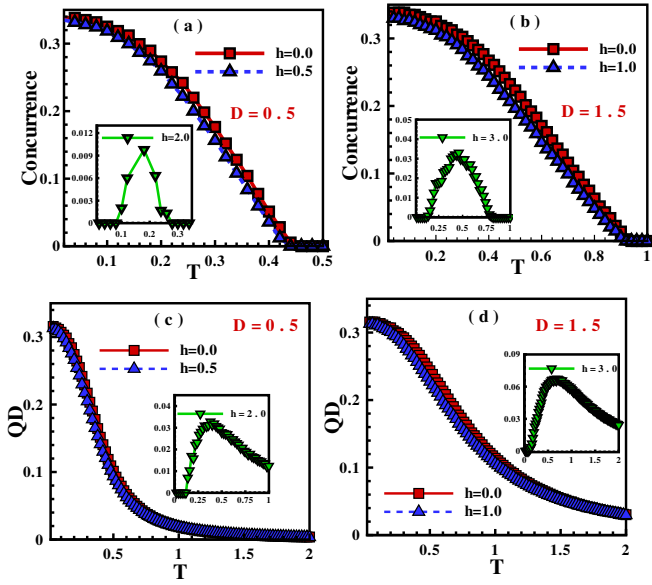 ( a )
h=0.0
h=0.5
D = 0 . 5
h=2.0
0.012
0.009
0.006
0.003
0
0.1 0.2 0.3
Concurrence
0.3
0.2
0.1
0
0.1 0.2 0.3 0.4 0.5
T
( b )
h=0.0
h=1.0
D = 1 . 5
h = 3 . 0
0.05
0.04
0.03
0.02
0.01
0
0.25 0.5 0.75 1
Concurrence
0.3
0.2
0.1
0
0.2 0.4 0.6 0.8 1
T
( c )
D = 0 . 5
h=0.0
h=0.5
h = 2 . 0
0.04
0.03
0.02
0.01
0
0 0.25 0.5 0.75 1
QD
0.3
0.2
0.1
0
0.5 1 1.5 2
T
( d )
D = 1 . 5
h = 3 . 0
0.09
0.06
0.03
0
0 0.5 1 1.5 2
h=0.0
h=1.0
QD
0.3
0.2
0.1
0
0.5 1 1.5 2
T